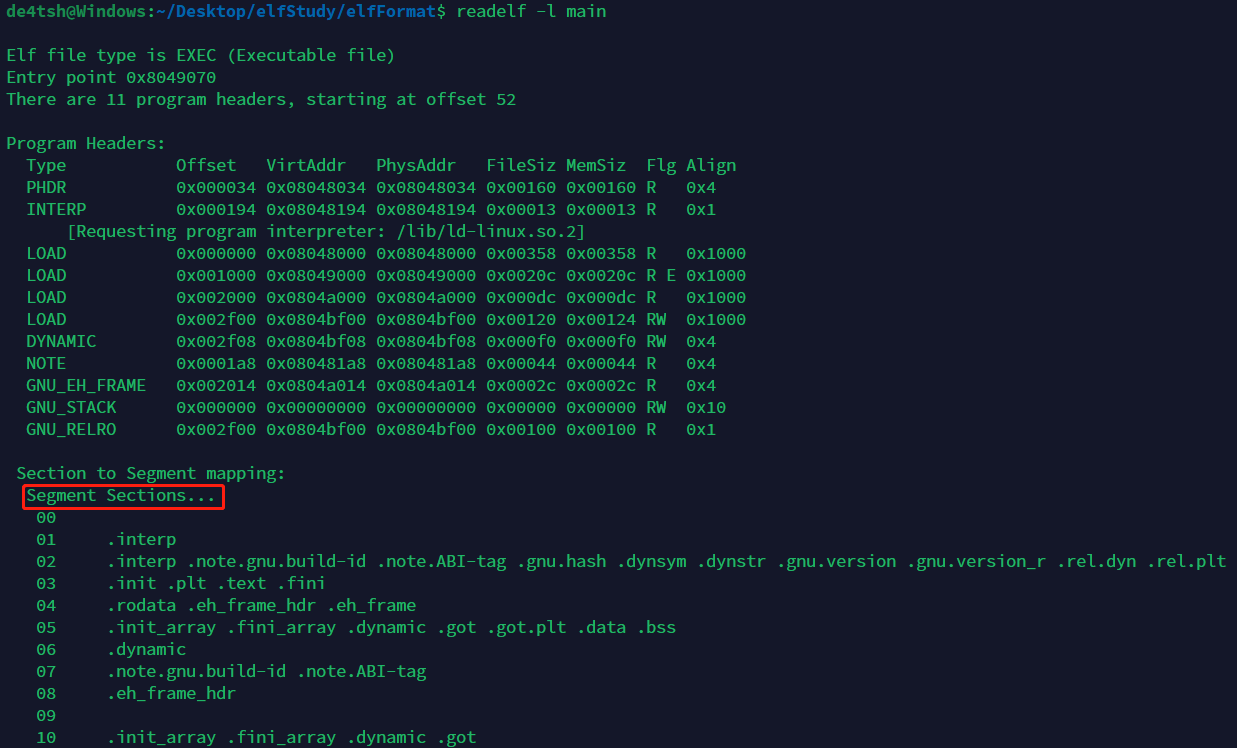 de4tsh@Windows:~/Desktop/elfStudy/elfFormat$ readelf -l main
Elf file type is EXEC (Executable file)
Entry point 0x8049070
There are 11 program headers, starting at offset 52
Program Headers:
Type Offset VirtAddr PhysAddr FileSiz MemSiz Flg Align
PHDR 0x000034 0x08048034 0x08048034 0x00160 0x00160 R 0x4
INTERP 0x000194 0x08048194 0x08048194 0x00013 0x00013 R 0x1
[Requesting program interpreter: /lib/ld-linux.so.2]
LOAD 0x000000 0x08048000 0x08048000 0x00358 0x00358 R 0x1000
LOAD 0x001000 0x08049000 0x08049000 0x0020c 0x0020c R E 0x1000
LOAD 0x002000 0x0804a000 0x0804a000 0x000dc 0x000dc R 0x1000
LOAD 0x002f00 0x0804bf00 0x0804bf00 0x00120 0x00124 RW 0x1000
DYNAMIC 0x002f08 0x0804bf08 0x0804bf08 0x000f0 0x000f0 RW 0x4
NOTE 0x0001a8 0x080481a8 0x080481a8 0x00044 0x00044 R 0x4
GNU_EH_FRAME 0x002014 0x0804a014 0x0804a014 0x0002c 0x0002c R 0x4
GNU_STACK 0x000000 0x00000000 0x00000000 0x00000 0x00000 RW 0x10
GNU_RELRO 0x002f00 0x0804bf00 0x0804bf00 0x00100 0x00100 R 0x1
Section to Segment mapping:
Segment Sections...
00
01 .interp
02 .interp .note.gnu.build-id .note.ABI-tag .gnu.hash .dynsym .dynstr .gnu.version .gnu.version_r .rel.dyn .rel.plt
03 .init .plt .text .fini
04 .rodata .eh_frame_hdr .eh_frame
05 .init_array .fini_array .dynamic .got .got.plt .data .bss
06 .dynamic
07 .note.gnu.build-id .note.ABI-tag
08 .eh_frame_hdr
09
10 .init_array .fini_array .dynamic .got